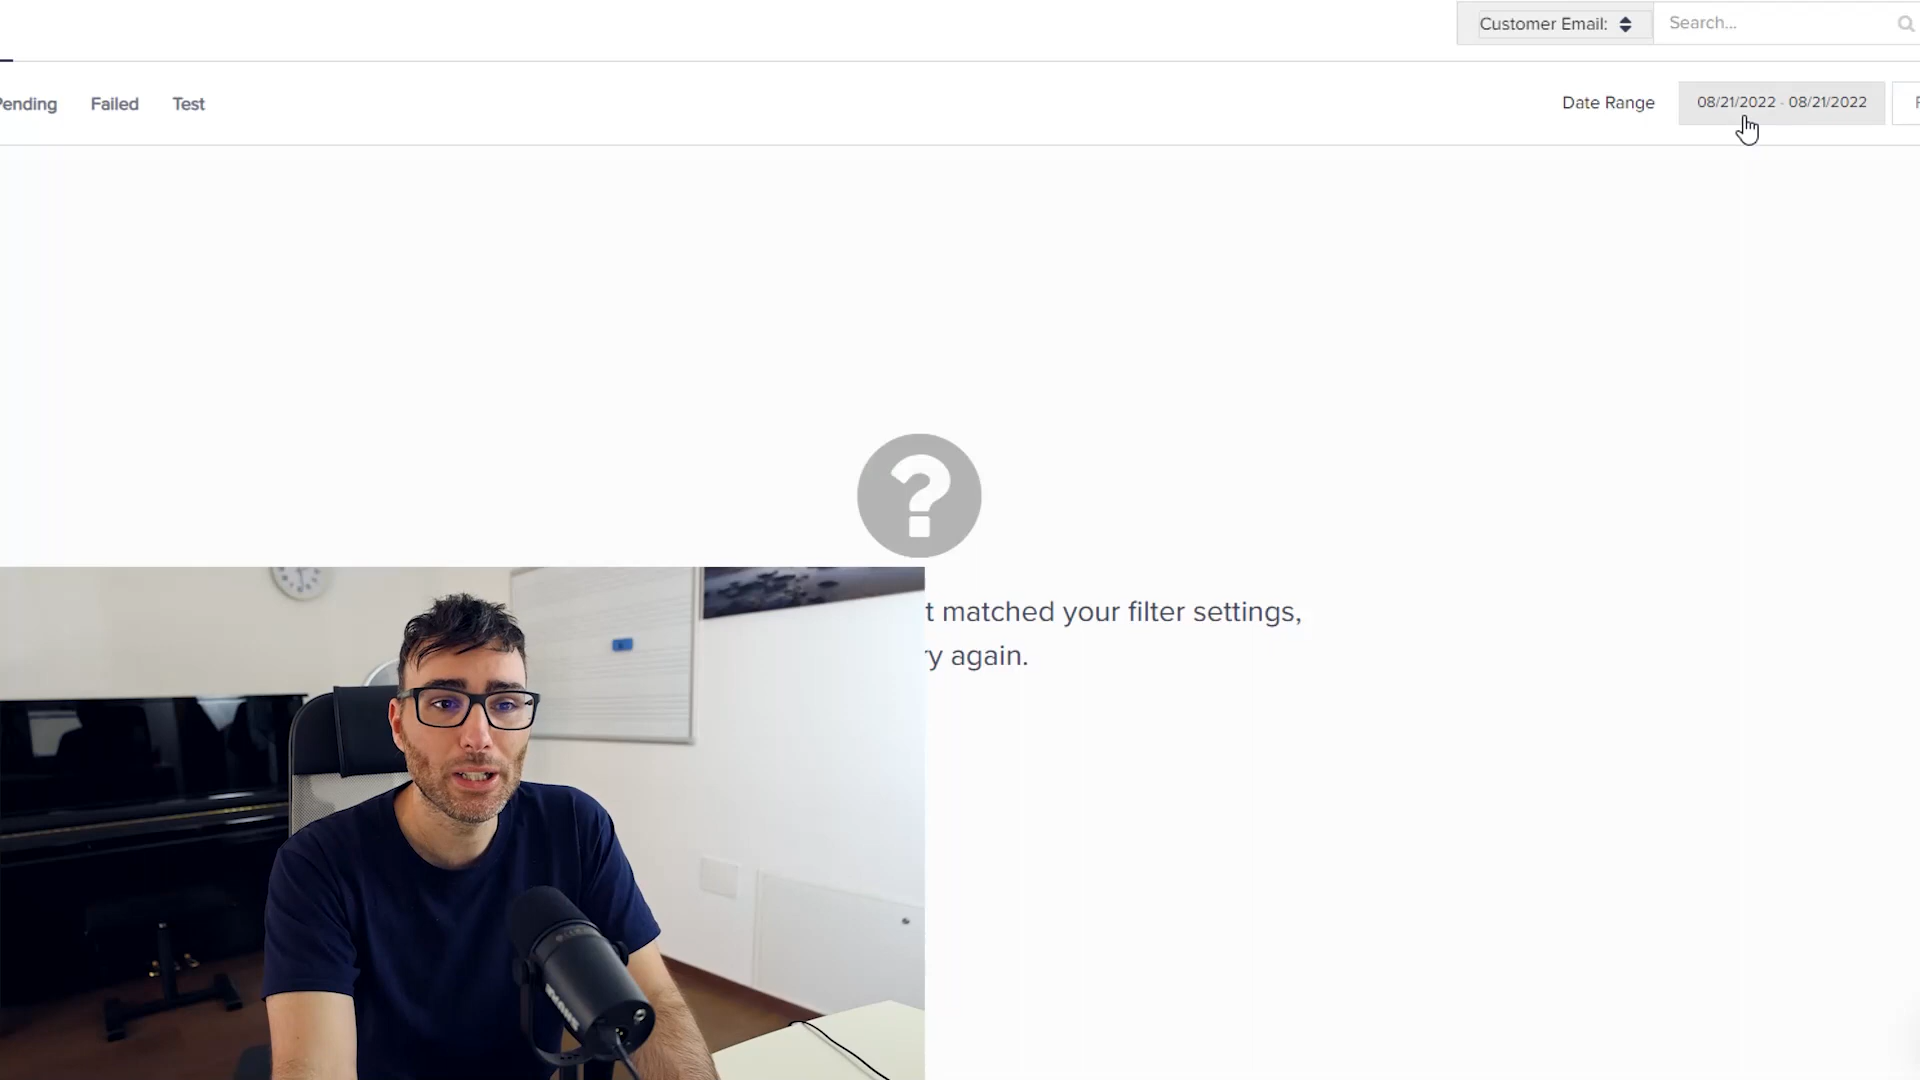 Customer Email:
Search...
Pending Failed Test
Date Range
08/21/2022 - 08/21/2022
matched your filter settings,
again.
SHURE